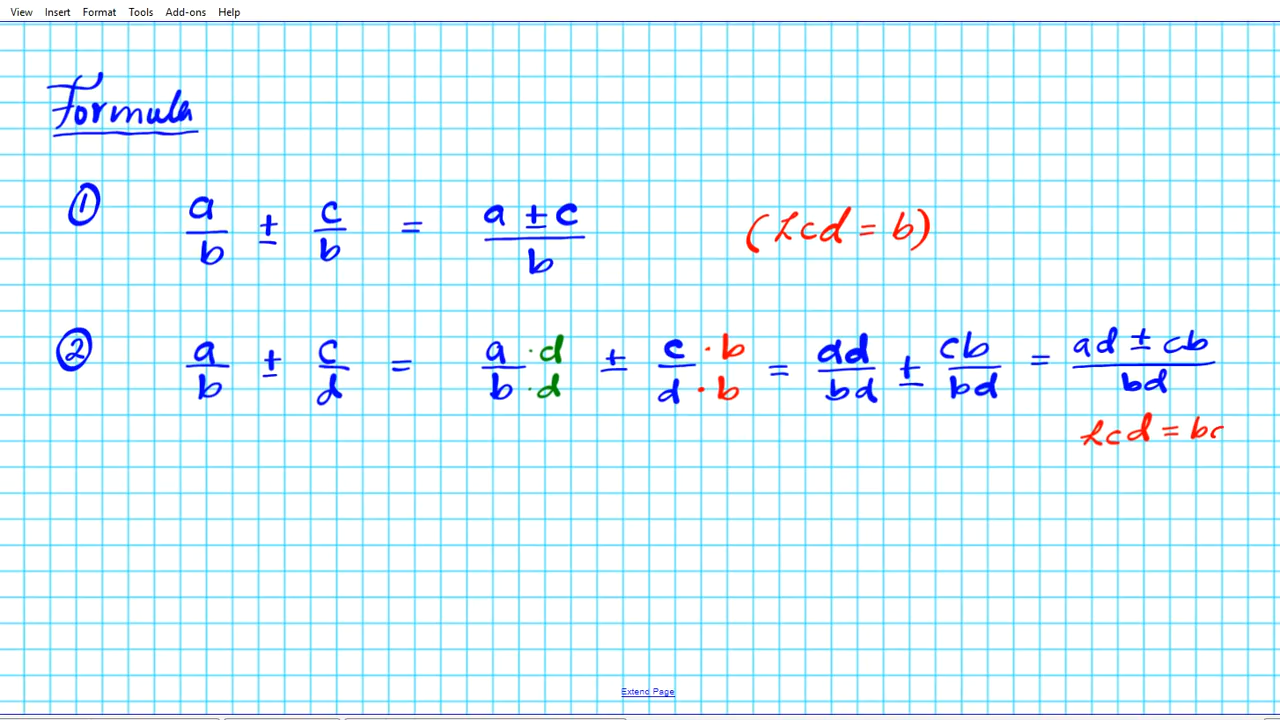 View Insert Format Tools Add-ons Help
Formula
① a/b ± c/b = (a ± c)/b (lcd = b)
② a/b ± c/d = (a · d)/(b · d) ± (c · b)/(d · b) = ad/bd ± cb/bd = (ad ± cb)/bd
lcd = bc
Extend Page